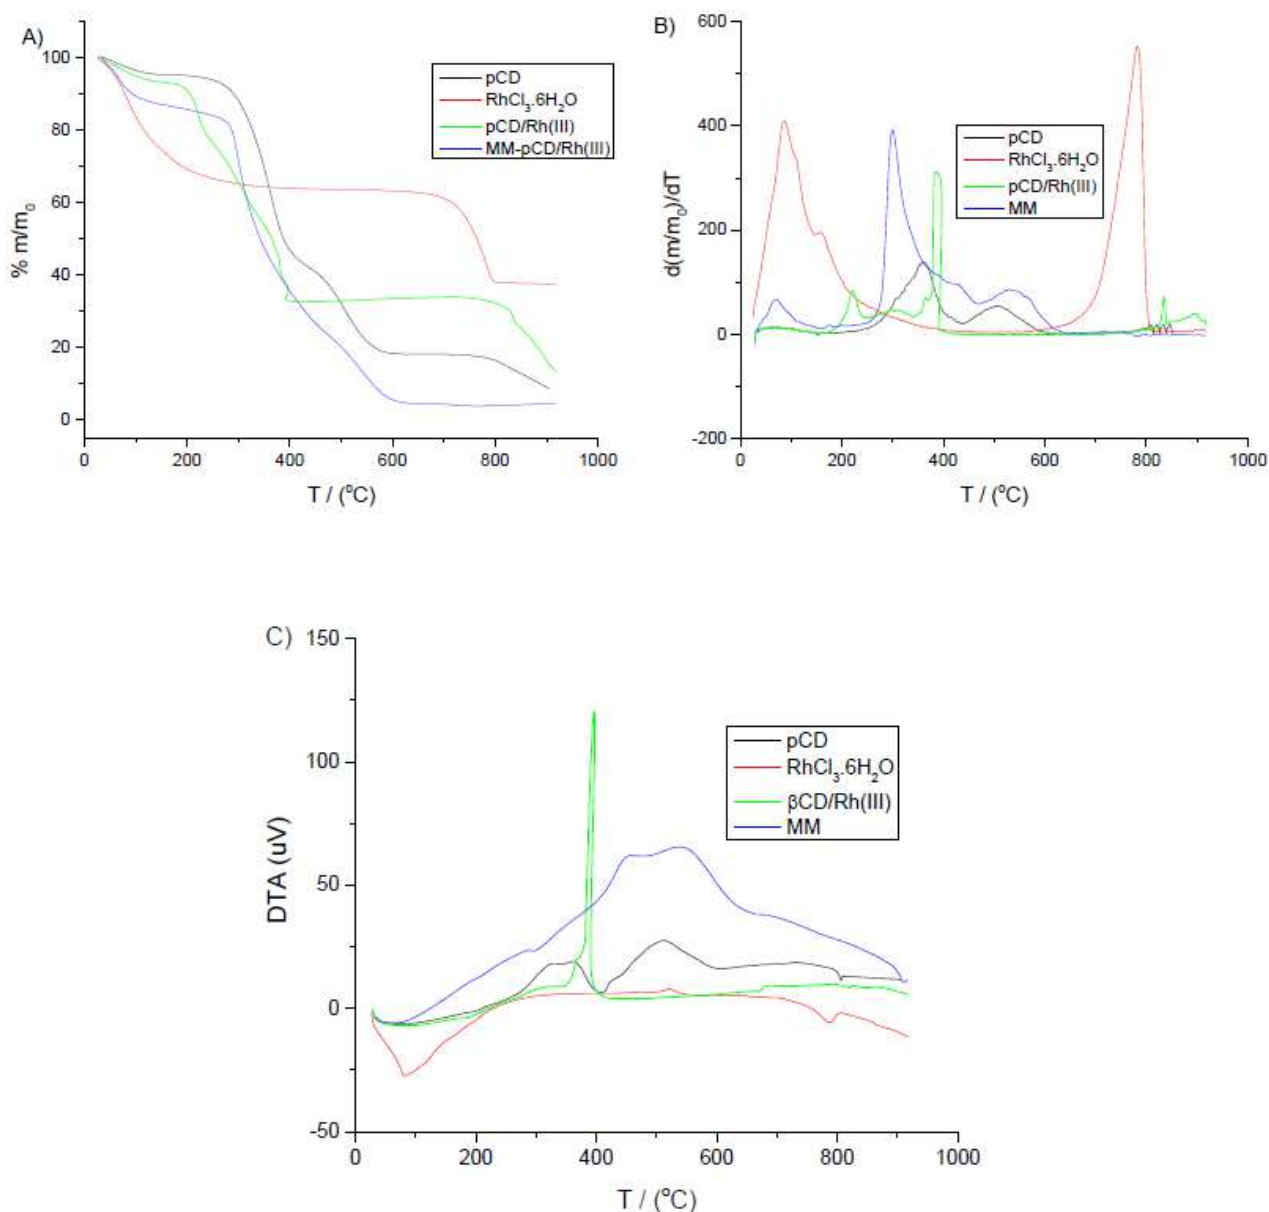 A)
100
80
60
40
20
0
% m/m₀
pCD
RhCl₃.6H₂O
pCD/Rh(III)
MM-pCD/Rh(III)
0 200 400 600 800 1000
T / (°C)
B)
600
400
200
0
-200
d(m/m₀)/dT
pCD
RhCl₃.6H₂O
pCD/Rh(III)
MM
0 200 400 600 800 1000
T / (°C)
C)
150
100
50
0
-50
DTA (uV)
pCD
RhCl₃.6H₂O
βCD/Rh(III)
MM
0 200 400 600 800 1000
T / (°C)